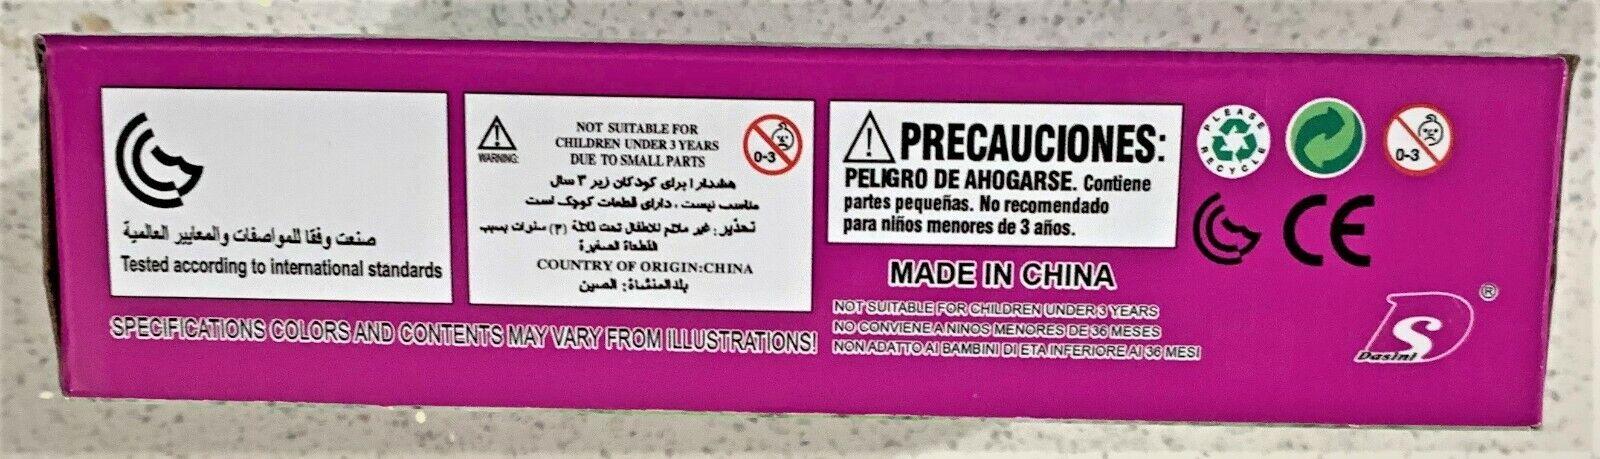 صنعت وفقا للمواصفات والمعايير العالمية
Tested according to international standards
WARNING:
NOT SUITABLE FOR
CHILDREN UNDER 3 YEARS
DUE TO SMALL PARTS
0-3
هشدار ! برای کودکان زیر ۳ سال
مناسب نیست ، دارای قطعات کوچک است
تحذير : غير ملائم للاطفال تحت ثلاثة (٣) سنوات بسبب
القطعاة الصغيرة
COUNTRY OF ORIGIN:CHINA
بلد المنشاة: الصين
SPECIFICATIONS COLORS AND CONTENTS MAY VARY FROM ILLUSTRATIONS!
PRECAUCIONES:
PELIGRO DE AHOGARSE. Contiene
partes pequeñas. No recomendado
para niños menores de 3 años.
MADE IN CHINA
NOT SUITABLE FOR CHILDREN UNDER 3 YEARS
NO CONVIENE A NINOS MENORES DE 36 MESES
NON ADATTO AI BAMBINI DI ETA INFERIORE AI 36 MESI
PLEASE
RECYCLE
0-3
CE
DS ®
Dasini